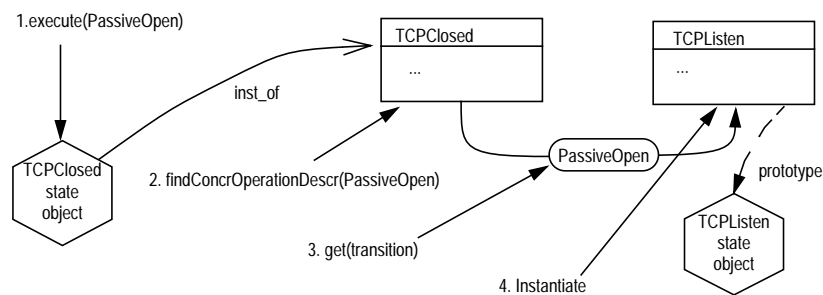 1.execute(PassiveOpen)
TCPClosed
...
TCPListen
...
inst_of
TCPClosed
state
object
2. findConcrOperationDescr(PassiveOpen)
PassiveOpen
prototype
3. get(transition)
TCPListen
state
object
4. Instantiate